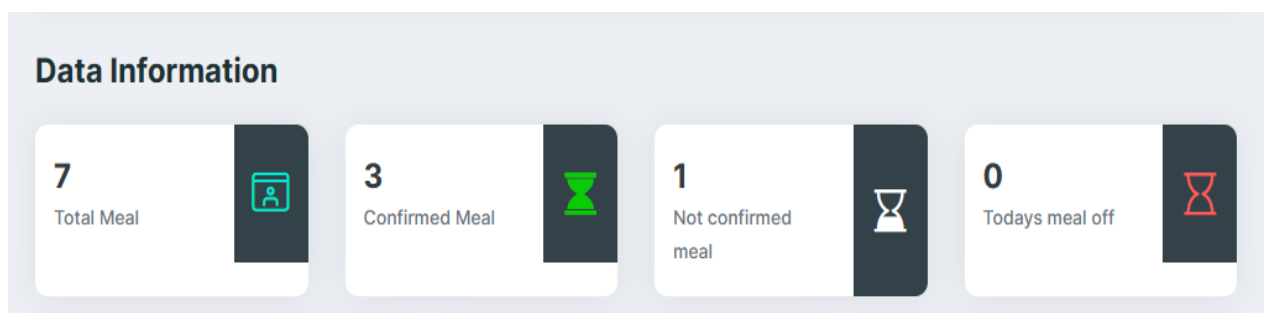 Data Information
7
Total Meal
3
Confirmed Meal
1
Not confirmed
meal
0
Todays meal off